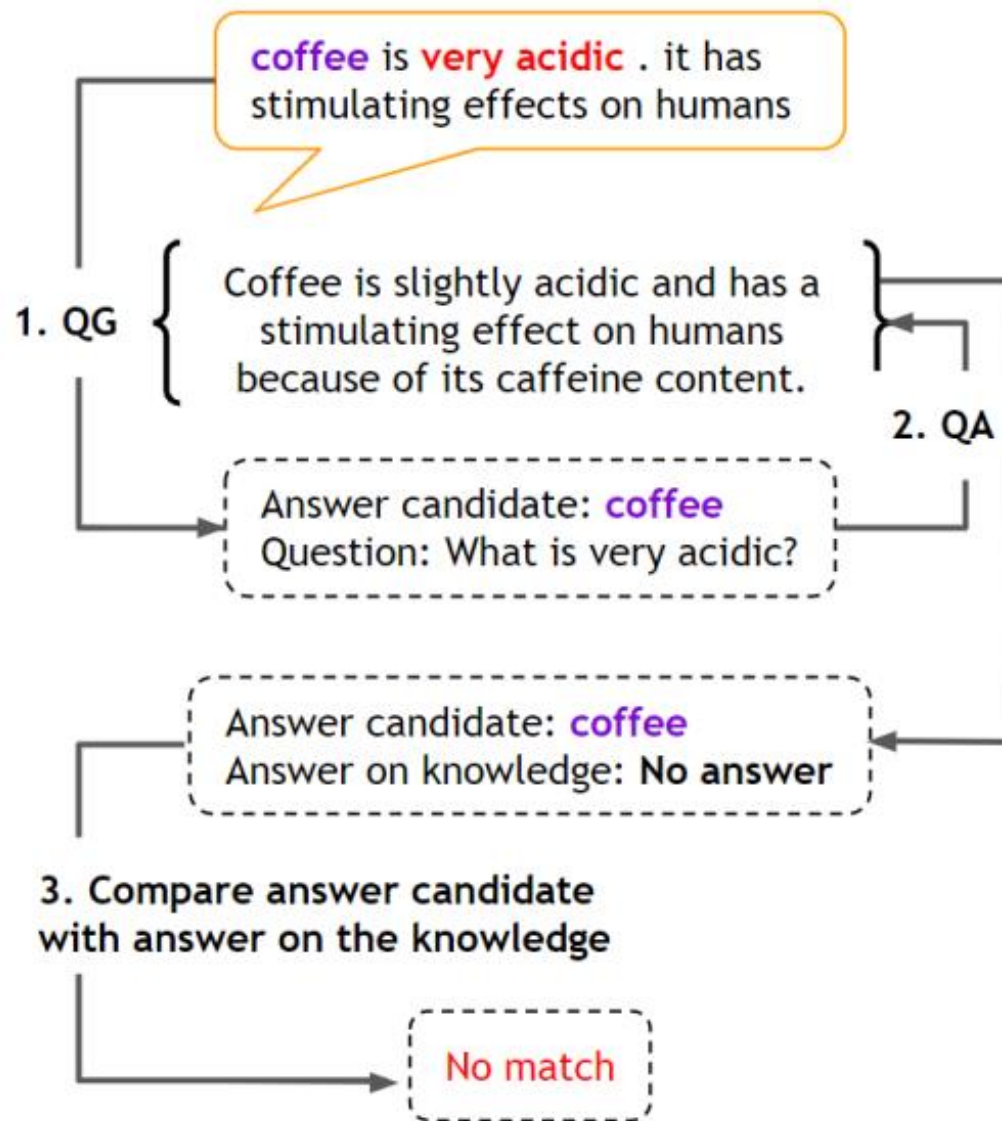 coffee is very acidic . it has
stimulating effects on humans
1. QG
Coffee is slightly acidic and has a
stimulating effect on humans
because of its caffeine content.
2. QA
Answer candidate: coffee
Question: What is very acidic?
Answer candidate: coffee
Answer on knowledge: No answer
3. Compare answer candidate
with answer on the knowledge
No match